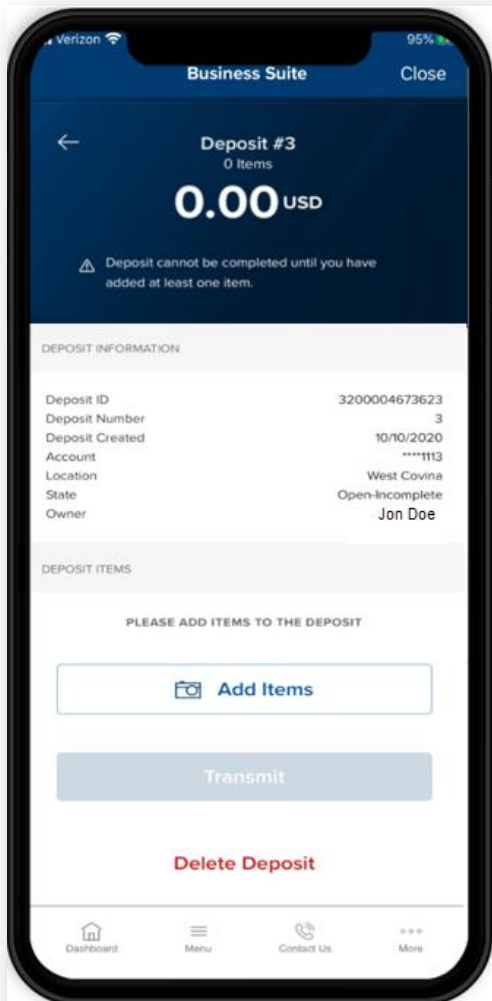 Verizon 95%
Business Suite Close
Deposit #3
0 Items
0.00 USD
Deposit cannot be completed until you have
added at least one item.
DEPOSIT INFORMATION
Deposit ID 3200004673623
Deposit Number 3
Deposit Created 10/10/2020
Account ****1113
Location West Covina
State Open-Incomplete
Owner Jon Doe
DEPOSIT ITEMS
PLEASE ADD ITEMS TO THE DEPOSIT
Add Items
Transmit
Delete Deposit
Dashboard Menu Contact Us More